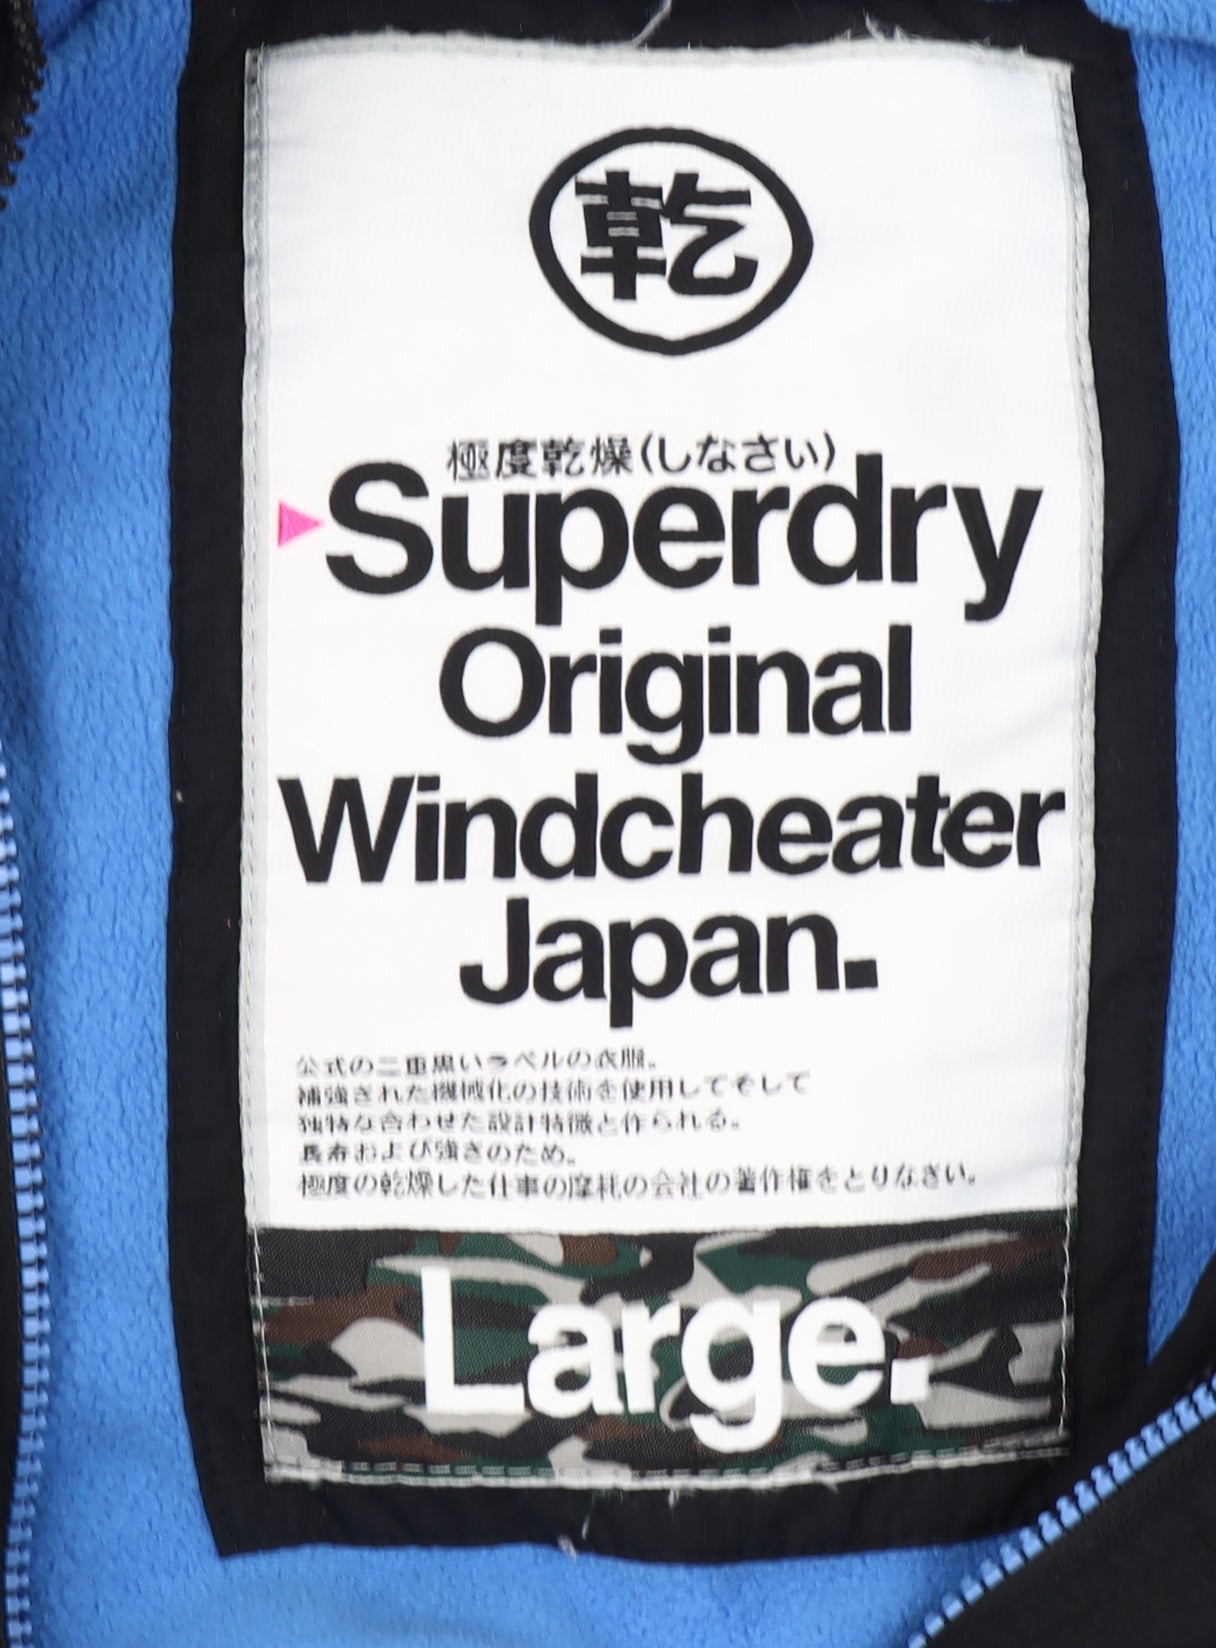 乾
極度乾燥(しなさい)
Superdry
Original
Windcheater
Japan.
公式の二重黒いラベルの衣服。
補強された機械化の技術を使用してそして
独特な合わせた設計特徴と作られる。
長寿および強さのため。
極度の乾燥した仕事の摩耗の会社の著作権をとりなさい。
Large.